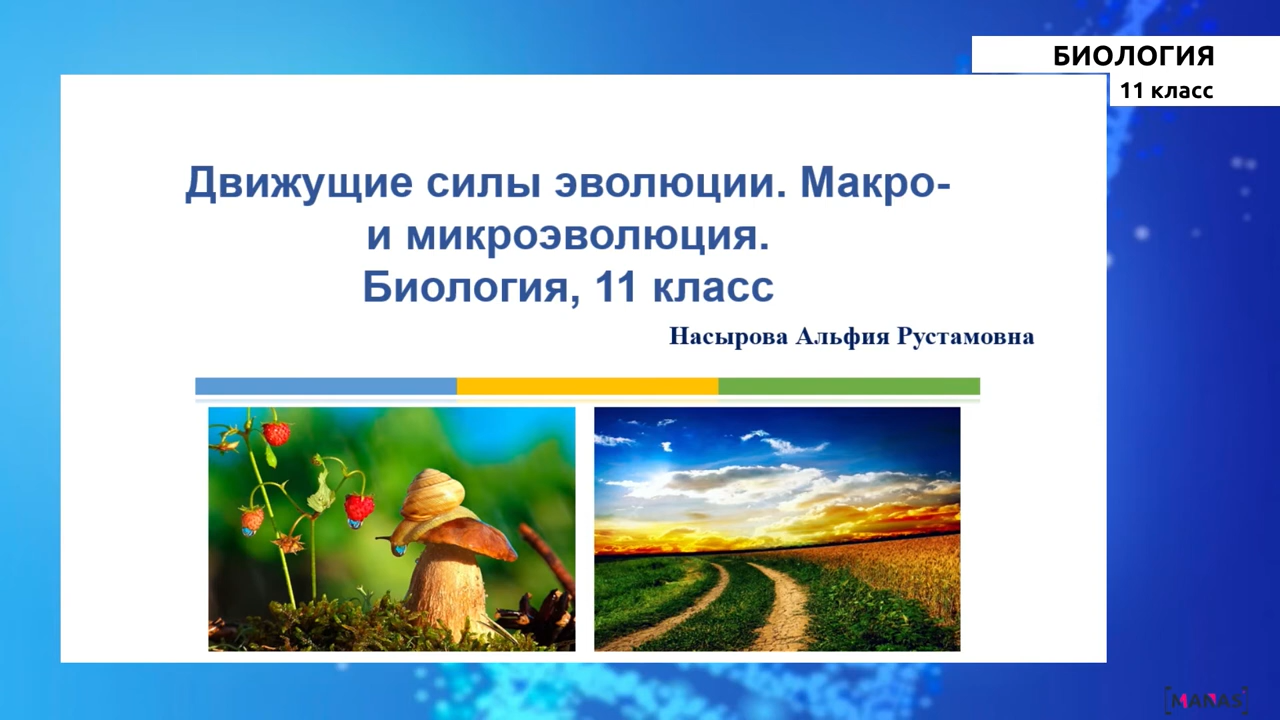 БИОЛОГИЯ
11 класс
Движущие силы эволюции. Макро-
и микроэволюция.
Биология, 11 класс
Насырова Альфия Рустамовна
[MANAS]